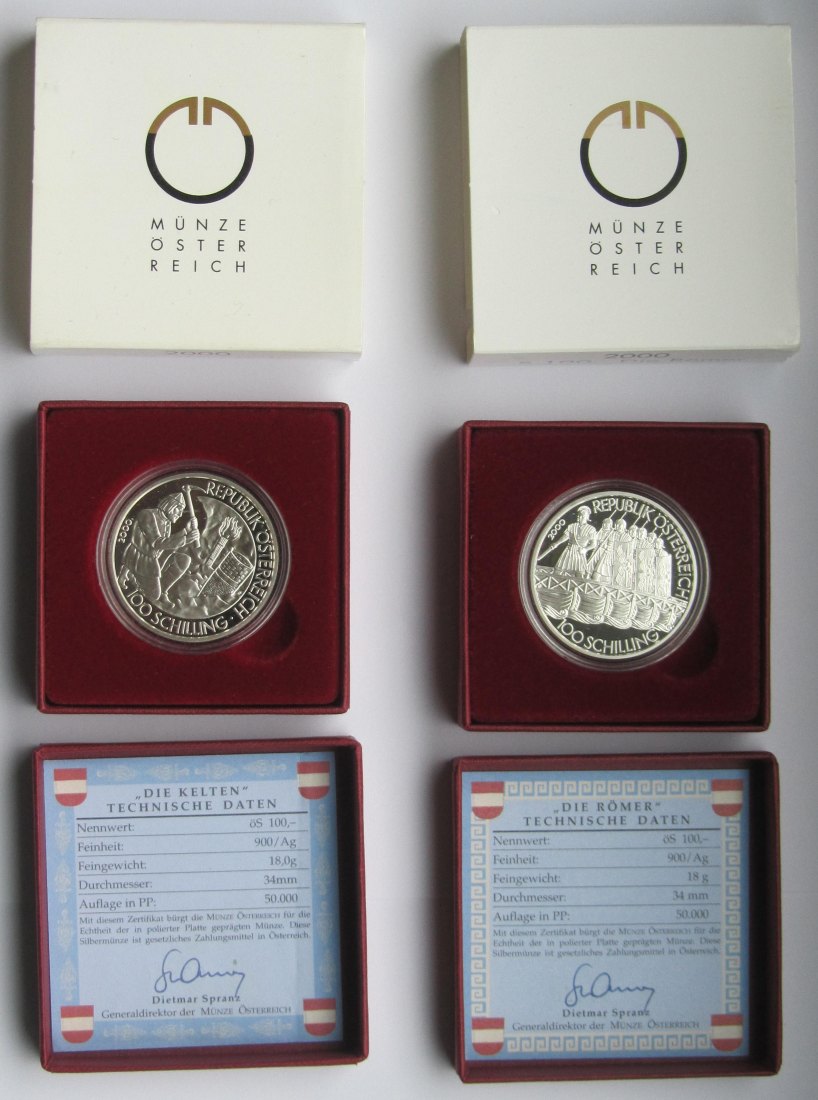 MÜNZE
ÖSTER
REICH
2000
MÜNZE
ÖSTER
REICH
2000
REPUBLIK ÖSTERREICH · 100 SCHILLING
2000
REPUBLIK ÖSTERREICH
2000
100 SCHILLING
„DIE KELTEN“
TECHNISCHE DATEN
Nennwert: öS 100,–
Feinheit: 900/Ag
Feingewicht: 18,0g
Durchmesser: 34mm
Auflage in PP: 50.000
Mit diesem Zertifikat bürgt die MÜNZE ÖSTERREICH für die
Echtheit der in polierter Platte geprägten Münze. Diese
Silbermünze ist gesetzliches Zahlungsmittel in Österreich.
Dietmar Spranz
Generaldirektor der MÜNZE ÖSTERREICH
„DIE RÖMER“
TECHNISCHE DATEN
Nennwert: öS 100,–
Feinheit: 900/Ag
Feingewicht: 18 g
Durchmesser: 34 mm
Auflage in PP: 50.000
Mit diesem Zertifikat bürgt die MÜNZE ÖSTERREICH für die
Echtheit der in polierter Platte geprägten Münze. Diese
Silbermünze ist gesetzliches Zahlungsmittel in Österreich.
Dietmar Spranz
Generaldirektor der MÜNZE ÖSTERREICH